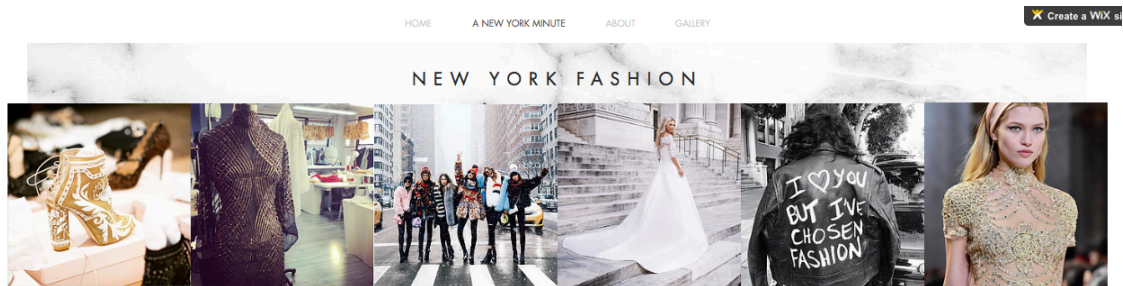 HOME A NEW YORK MINUTE ABOUT GALLERY
Create a WiX si
NEW YORK FASHION
I ♡ YOU
BUT I'VE
CHOSEN
FASHION